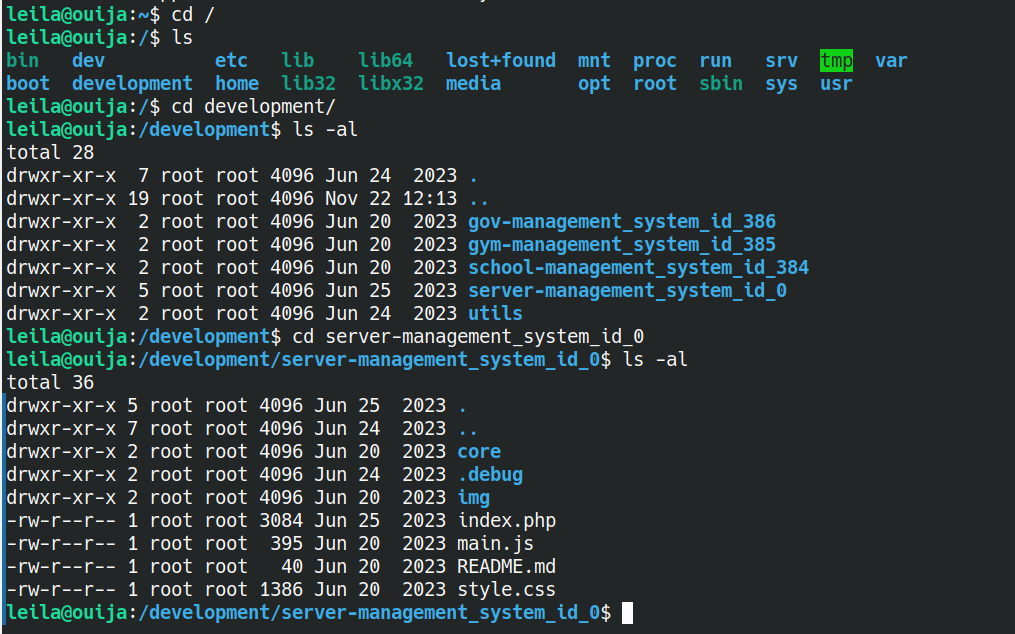 leila@ouija:~$ cd /
leila@ouija:/$ ls
bin   dev          etc   lib    lib64   lost+found  mnt  proc  run   srv  tmp  var
boot  development  home  lib32  libx32  media       opt  root  sbin  sys  usr
leila@ouija:/$ cd development/
leila@ouija:/development$ ls -al
total 28
drwxr-xr-x  7 root root 4096 Jun 24  2023 .
drwxr-xr-x 19 root root 4096 Nov 22 12:13 ..
drwxr-xr-x  2 root root 4096 Jun 20  2023 gov-management_system_id_386
drwxr-xr-x  2 root root 4096 Jun 20  2023 gym-management_system_id_385
drwxr-xr-x  2 root root 4096 Jun 20  2023 school-management_system_id_384
drwxr-xr-x  5 root root 4096 Jun 25  2023 server-management_system_id_0
drwxr-xr-x  2 root root 4096 Jun 24  2023 utils
leila@ouija:/development$ cd server-management_system_id_0
leila@ouija:/development/server-management_system_id_0$ ls -al
total 36
drwxr-xr-x 5 root root 4096 Jun 25  2023 .
drwxr-xr-x 7 root root 4096 Jun 24  2023 ..
drwxr-xr-x 2 root root 4096 Jun 20  2023 core
drwxr-xr-x 2 root root 4096 Jun 24  2023 .debug
drwxr-xr-x 2 root root 4096 Jun 20  2023 img
-rw-r--r-- 1 root root 3084 Jun 25  2023 index.php
-rw-r--r-- 1 root root  395 Jun 20  2023 main.js
-rw-r--r-- 1 root root   40 Jun 20  2023 README.md
-rw-r--r-- 1 root root 1386 Jun 20  2023 style.css
leila@ouija:/development/server-management_system_id_0$